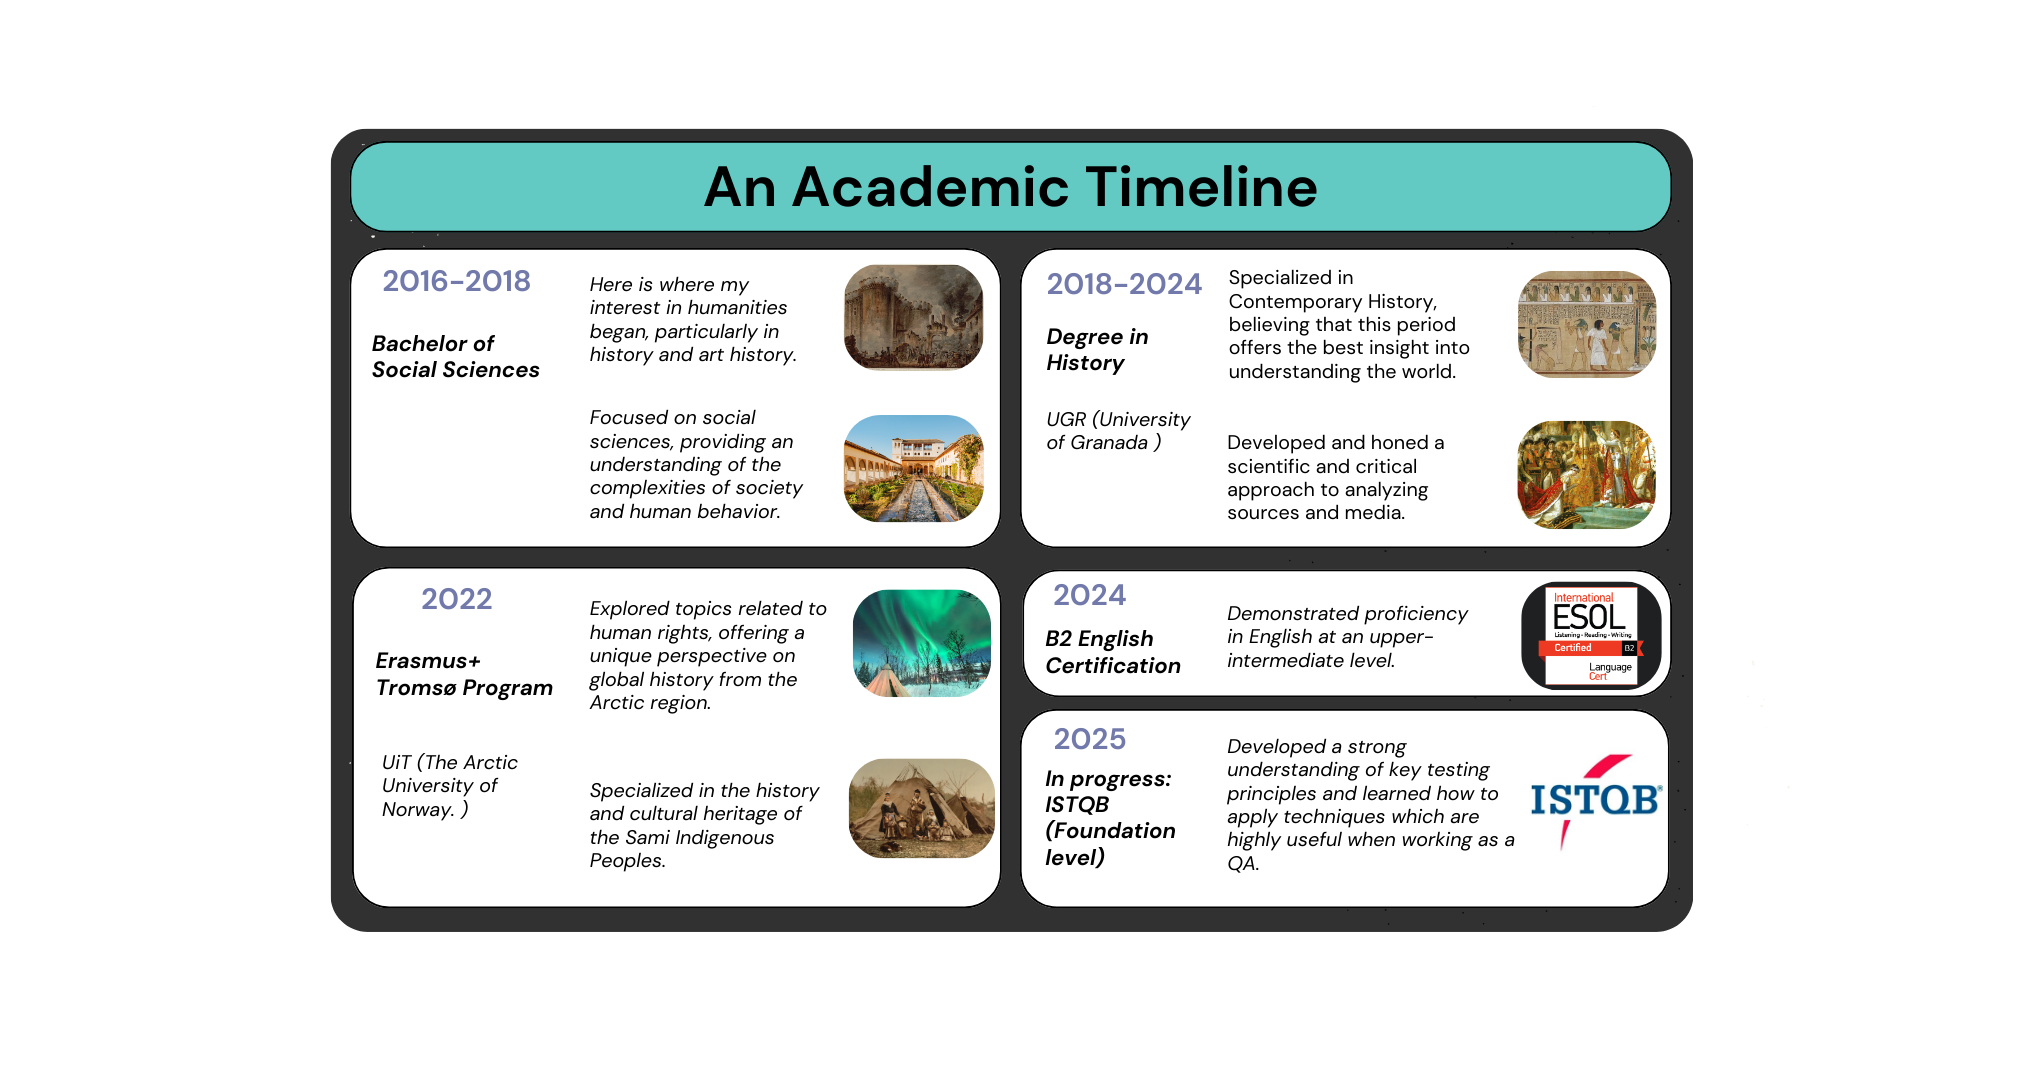 An Academic Timeline
2016-2018
Bachelor of
Social Sciences
Here is where my
interest in humanities
began, particularly in
history and art history.
Focused on social
sciences, providing an
understanding of the
complexities of society
and human behavior.
2018-2024
Degree in
History
UGR (University
of Granada )
Specialized in
Contemporary History,
believing that this period
offers the best insight into
understanding the world.
Developed and honed a
scientific and critical
approach to analyzing
sources and media.
2022
Erasmus+
Tromsø Program
UiT (The Arctic
University of
Norway. )
Explored topics related to
human rights, offering a
unique perspective on
global history from the
Arctic region.
Specialized in the history
and cultural heritage of
the Sami Indigenous
Peoples.
2024
B2 English
Certification
Demonstrated proficiency
in English at an upper-
intermediate level.
International
ESOL
Listening • Reading • Writing
Certified B2
Language
Cert
2025
In progress:
ISTQB
(Foundation
level)
Developed a strong
understanding of key testing
principles and learned how to
apply techniques which are
highly useful when working as a
QA.
ISTQB®